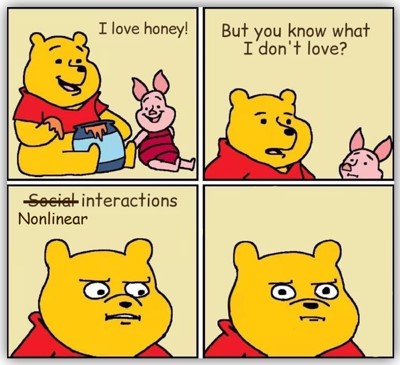 I love honey!
But you know what
I don't love?
Social interactions
Nonlinear